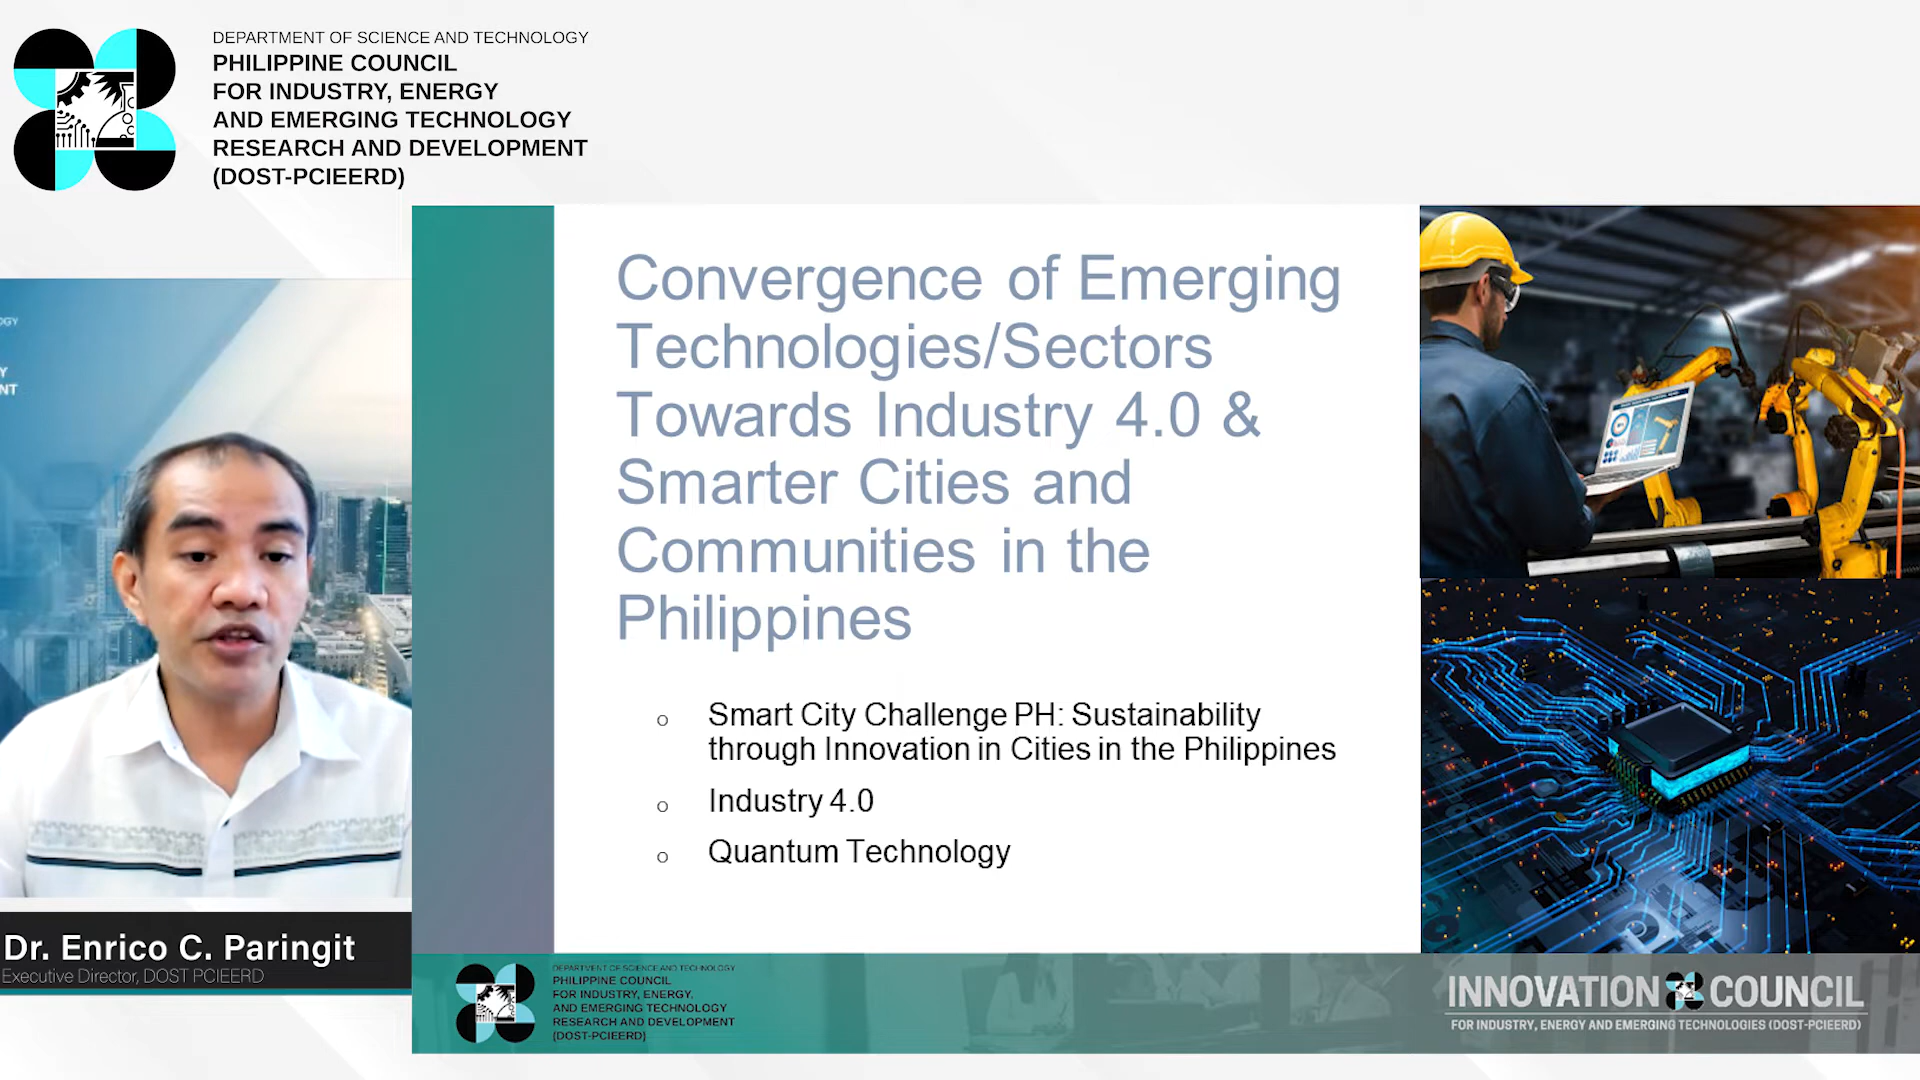 DEPARTMENT OF SCIENCE AND TECHNOLOGY
PHILIPPINE COUNCIL
FOR INDUSTRY, ENERGY
AND EMERGING TECHNOLOGY
RESEARCH AND DEVELOPMENT
(DOST-PCIEERD)
OGY
Y
NT
Dr. Enrico C. Paringit
Executive Director, DOST PCIEERD
Convergence of Emerging
Technologies/Sectors
Towards Industry 4.0 &
Smarter Cities and
Communities in the
Philippines
o Smart City Challenge PH: Sustainability
through Innovation in Cities in the Philippines
o Industry 4.0
o Quantum Technology
DEPARTMENT OF SCIENCE AND TECHNOLOGY
PHILIPPINE COUNCIL
FOR INDUSTRY, ENERGY,
AND EMERGING TECHNOLOGY
RESEARCH AND DEVELOPMENT
(DOST-PCIEERD)
INNOVATION COUNCIL
FOR INDUSTRY, ENERGY AND EMERGING TECHNOLOGIES (DOST-PCIEERD)